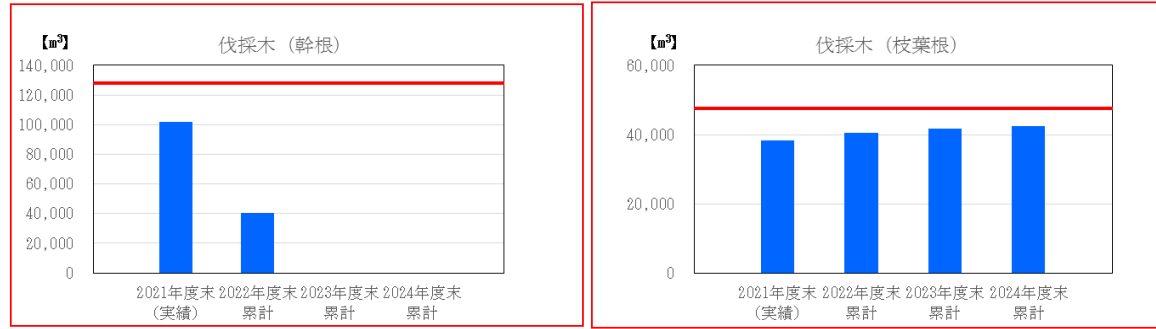 【m³】
伐採木（幹根）
140,000
120,000
100,000
80,000
60,000
40,000
20,000
0
2021年度末 2022年度末 2023年度末 2024年度末
（実績） 累計 累計 累計
【m³】
伐採木（枝葉根）
60,000
40,000
20,000
0
2021年度末 2022年度末 2023年度末 2024年度末
（実績） 累計 累計 累計